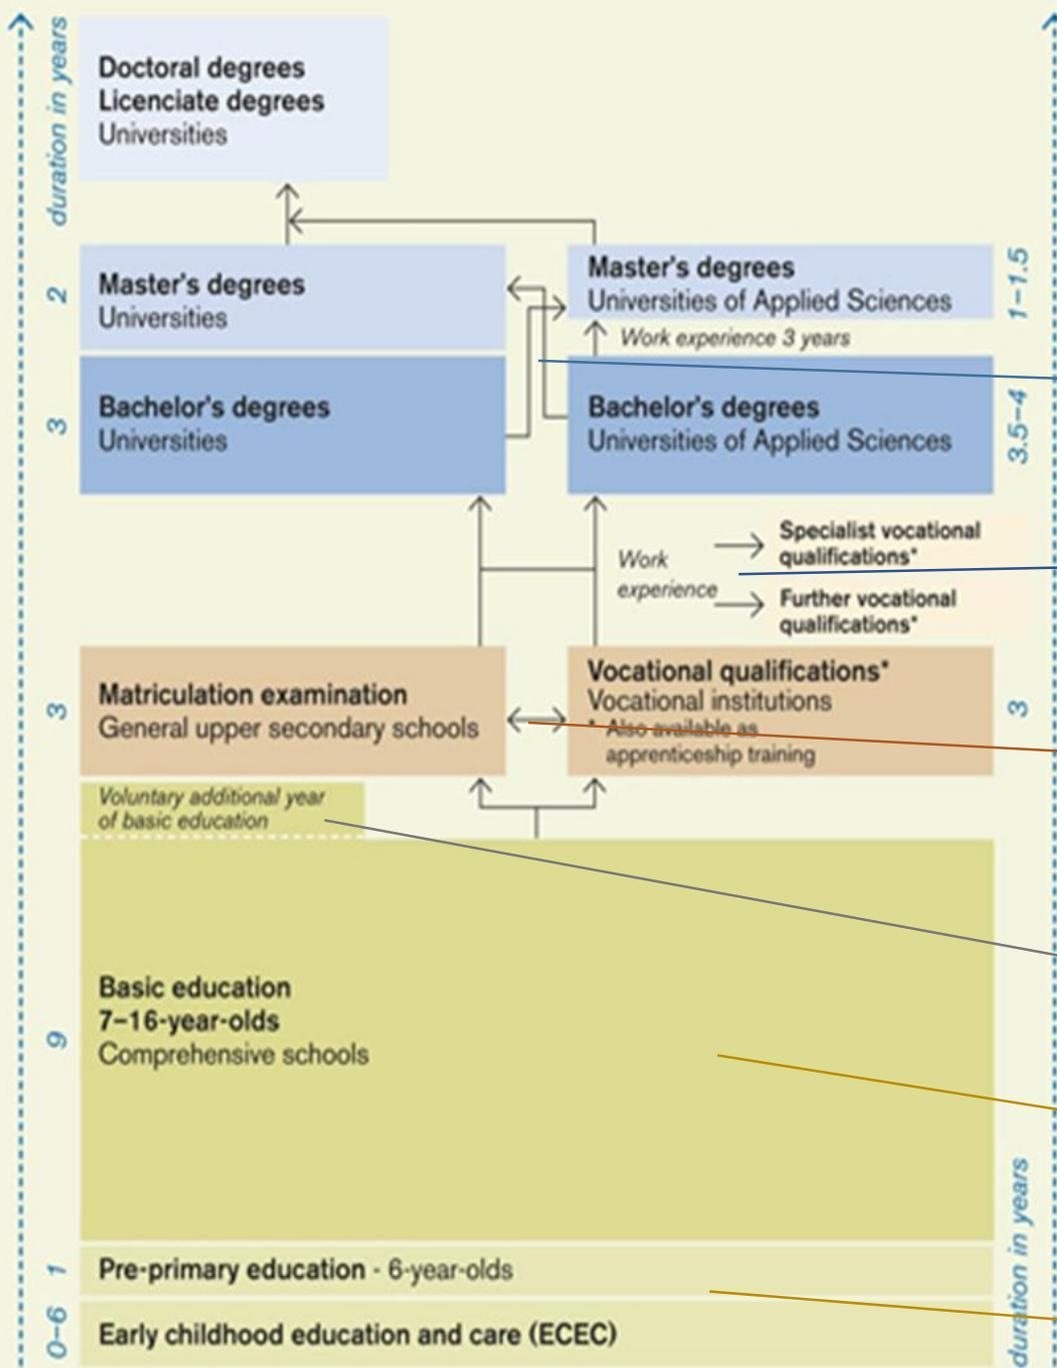 duration in years
Doctoral degrees
Licenciate degrees
Universities
2
Master's degrees
Universities
Master's degrees
Universities of Applied Sciences
1–1.5
Work experience 3 years
3
Bachelor's degrees
Universities
Bachelor's degrees
Universities of Applied Sciences
3.5–4
Work
experience
Specialist vocational
qualifications*
Further vocational
qualifications*
3
Matriculation examination
General upper secondary schools
Vocational qualifications*
Vocational institutions
* Also available as
apprenticeship training
3
Voluntary additional year
of basic education
9
Basic education
7–16-year-olds
Comprehensive schools
1
Pre-primary education - 6-year-olds
0–6
Early childhood education and care (ECEC)
duration in years